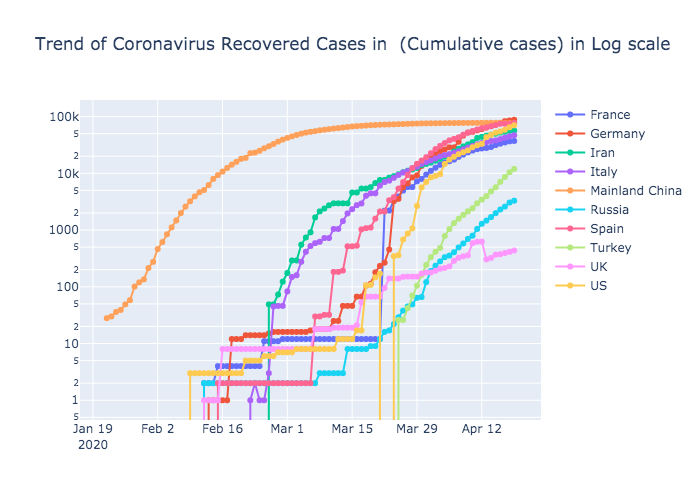 Trend of Coronavirus Recovered Cases in  (Cumulative cases) in Log scale
100k
5
2
10k
5
2
1000
5
2
100
5
2
10
5
2
1
5
Jan 19
2020
Feb 2
Feb 16
Mar 1
Mar 15
Mar 29
Apr 12
France
Germany
Iran
Italy
Mainland China
Russia
Spain
Turkey
UK
US